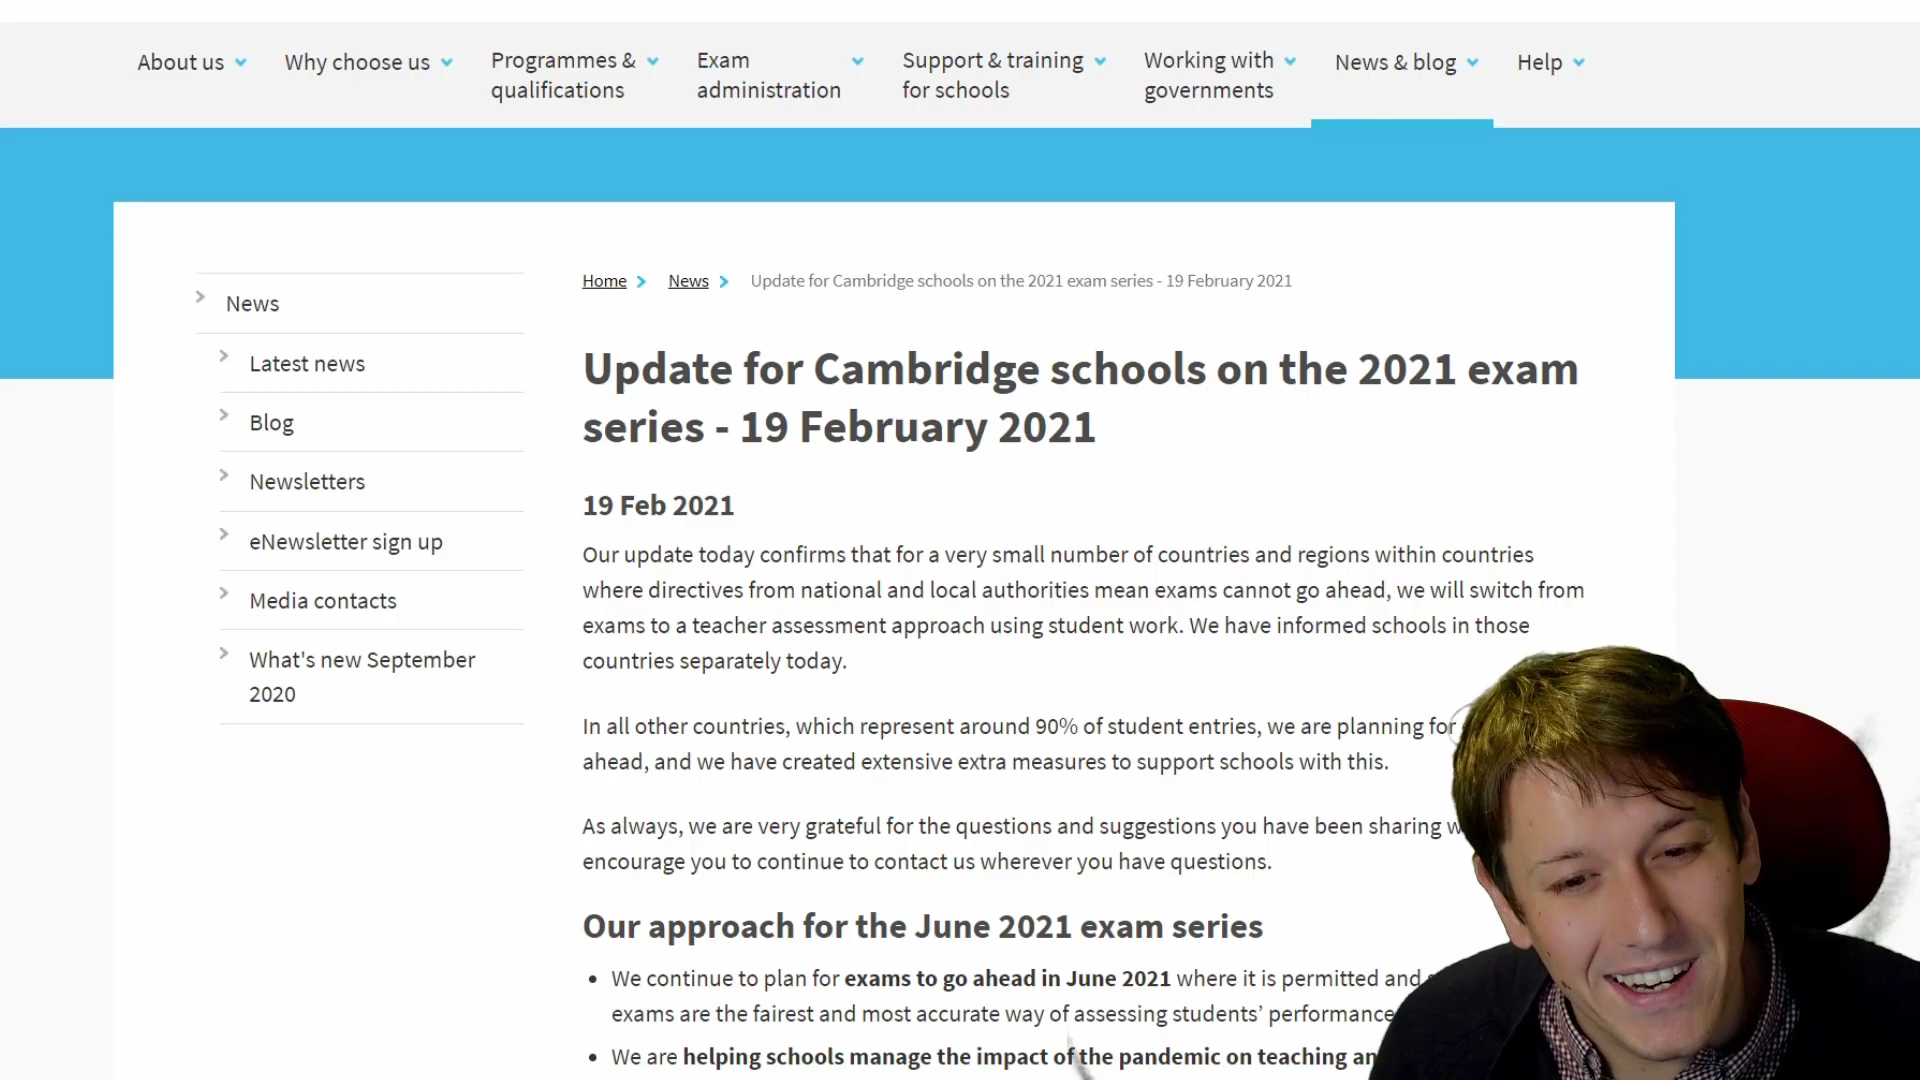 About us
Why choose us
Programmes &
qualifications
Exam
administration
Support & training
for schools
Working with
governments
News & blog
Help
News
Latest news
Blog
Newsletters
eNewsletter sign up
Media contacts
What's new September
2020
Home
News
Update for Cambridge schools on the 2021 exam series - 19 February 2021
Update for Cambridge schools on the 2021 exam
series - 19 February 2021
19 Feb 2021
Our update today confirms that for a very small number of countries and regions within countries
where directives from national and local authorities mean exams cannot go ahead, we will switch from
exams to a teacher assessment approach using student work. We have informed schools in those
countries separately today.
In all other countries, which represent around 90% of student entries, we are planning for
ahead, and we have created extensive extra measures to support schools with this.
As always, we are very grateful for the questions and suggestions you have been sharing
encourage you to continue to contact us wherever you have questions.
Our approach for the June 2021 exam series
• We continue to plan for exams to go ahead in June 2021 where it is permitted and
exams are the fairest and most accurate way of assessing students’ performance
• We are helping schools manage the impact of the pandemic on teaching